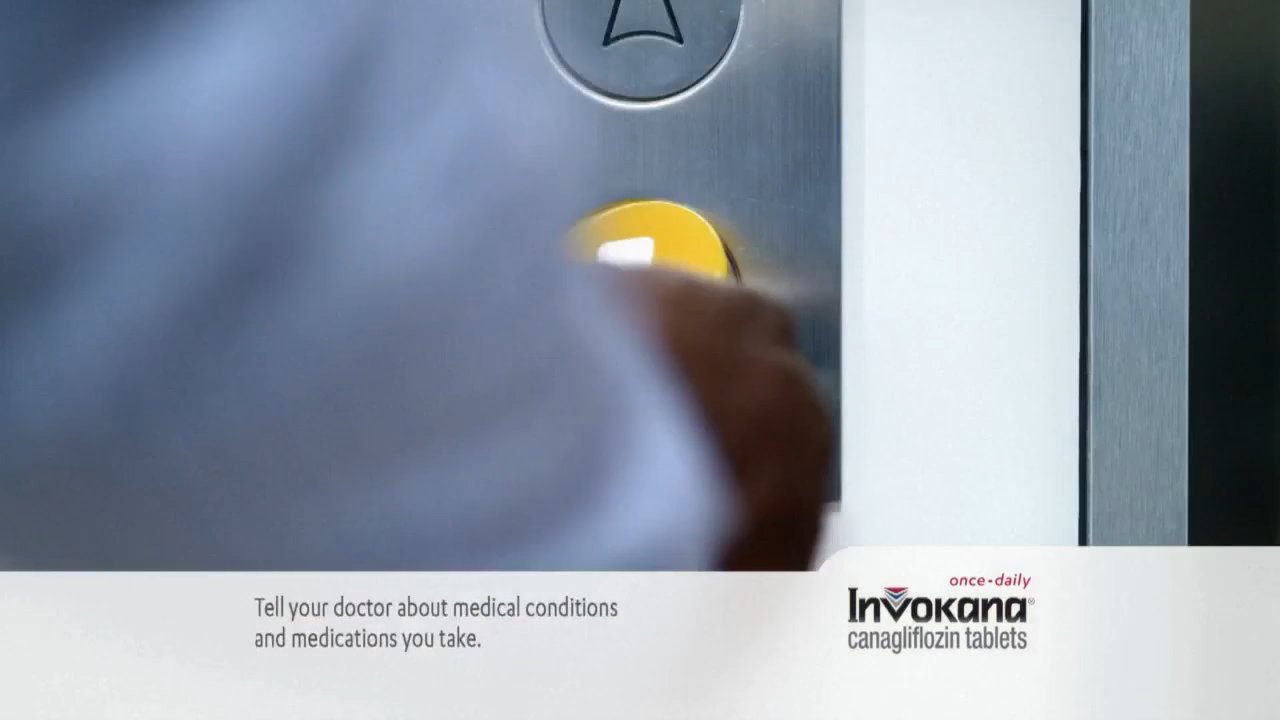 Tell your doctor about medical conditions
and medications you take.
once-daily
Invokana®
canagliflozin tablets